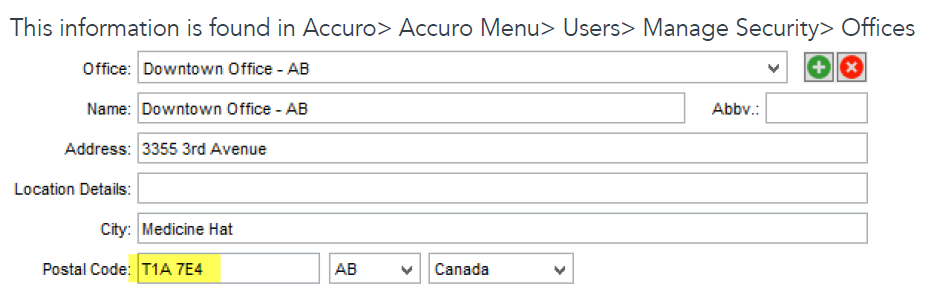 This information is found in Accuro> Accuro Menu> Users> Manage Security> Offices
Office: Downtown Office - AB
Name: Downtown Office - AB Abbv.:
Address: 3355 3rd Avenue
Location Details:
City: Medicine Hat
Postal Code: T1A 7E4 AB Canada